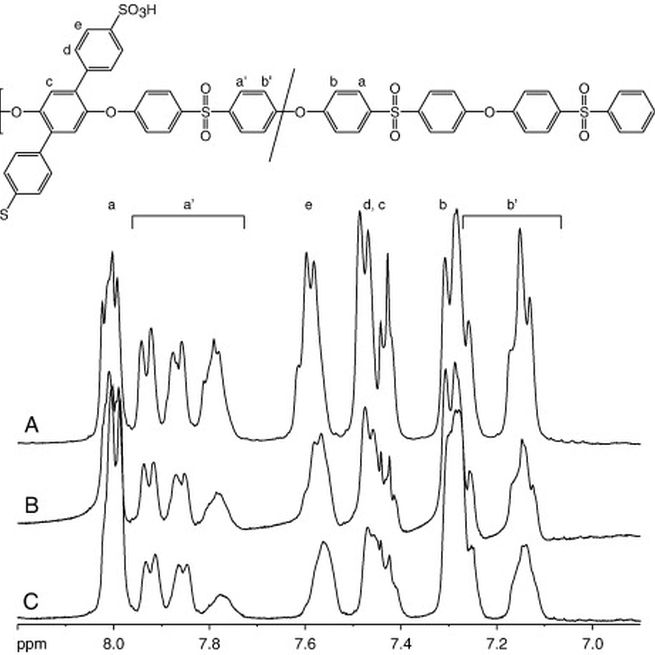 SO₃H
e
d
c
O
O
O
S
O
a' b'
O
b a
O
S
O
O
O
S
O
S
a a' e d, c b b'
A
B
C
ppm 8.0 7.8 7.6 7.4 7.2 7.0